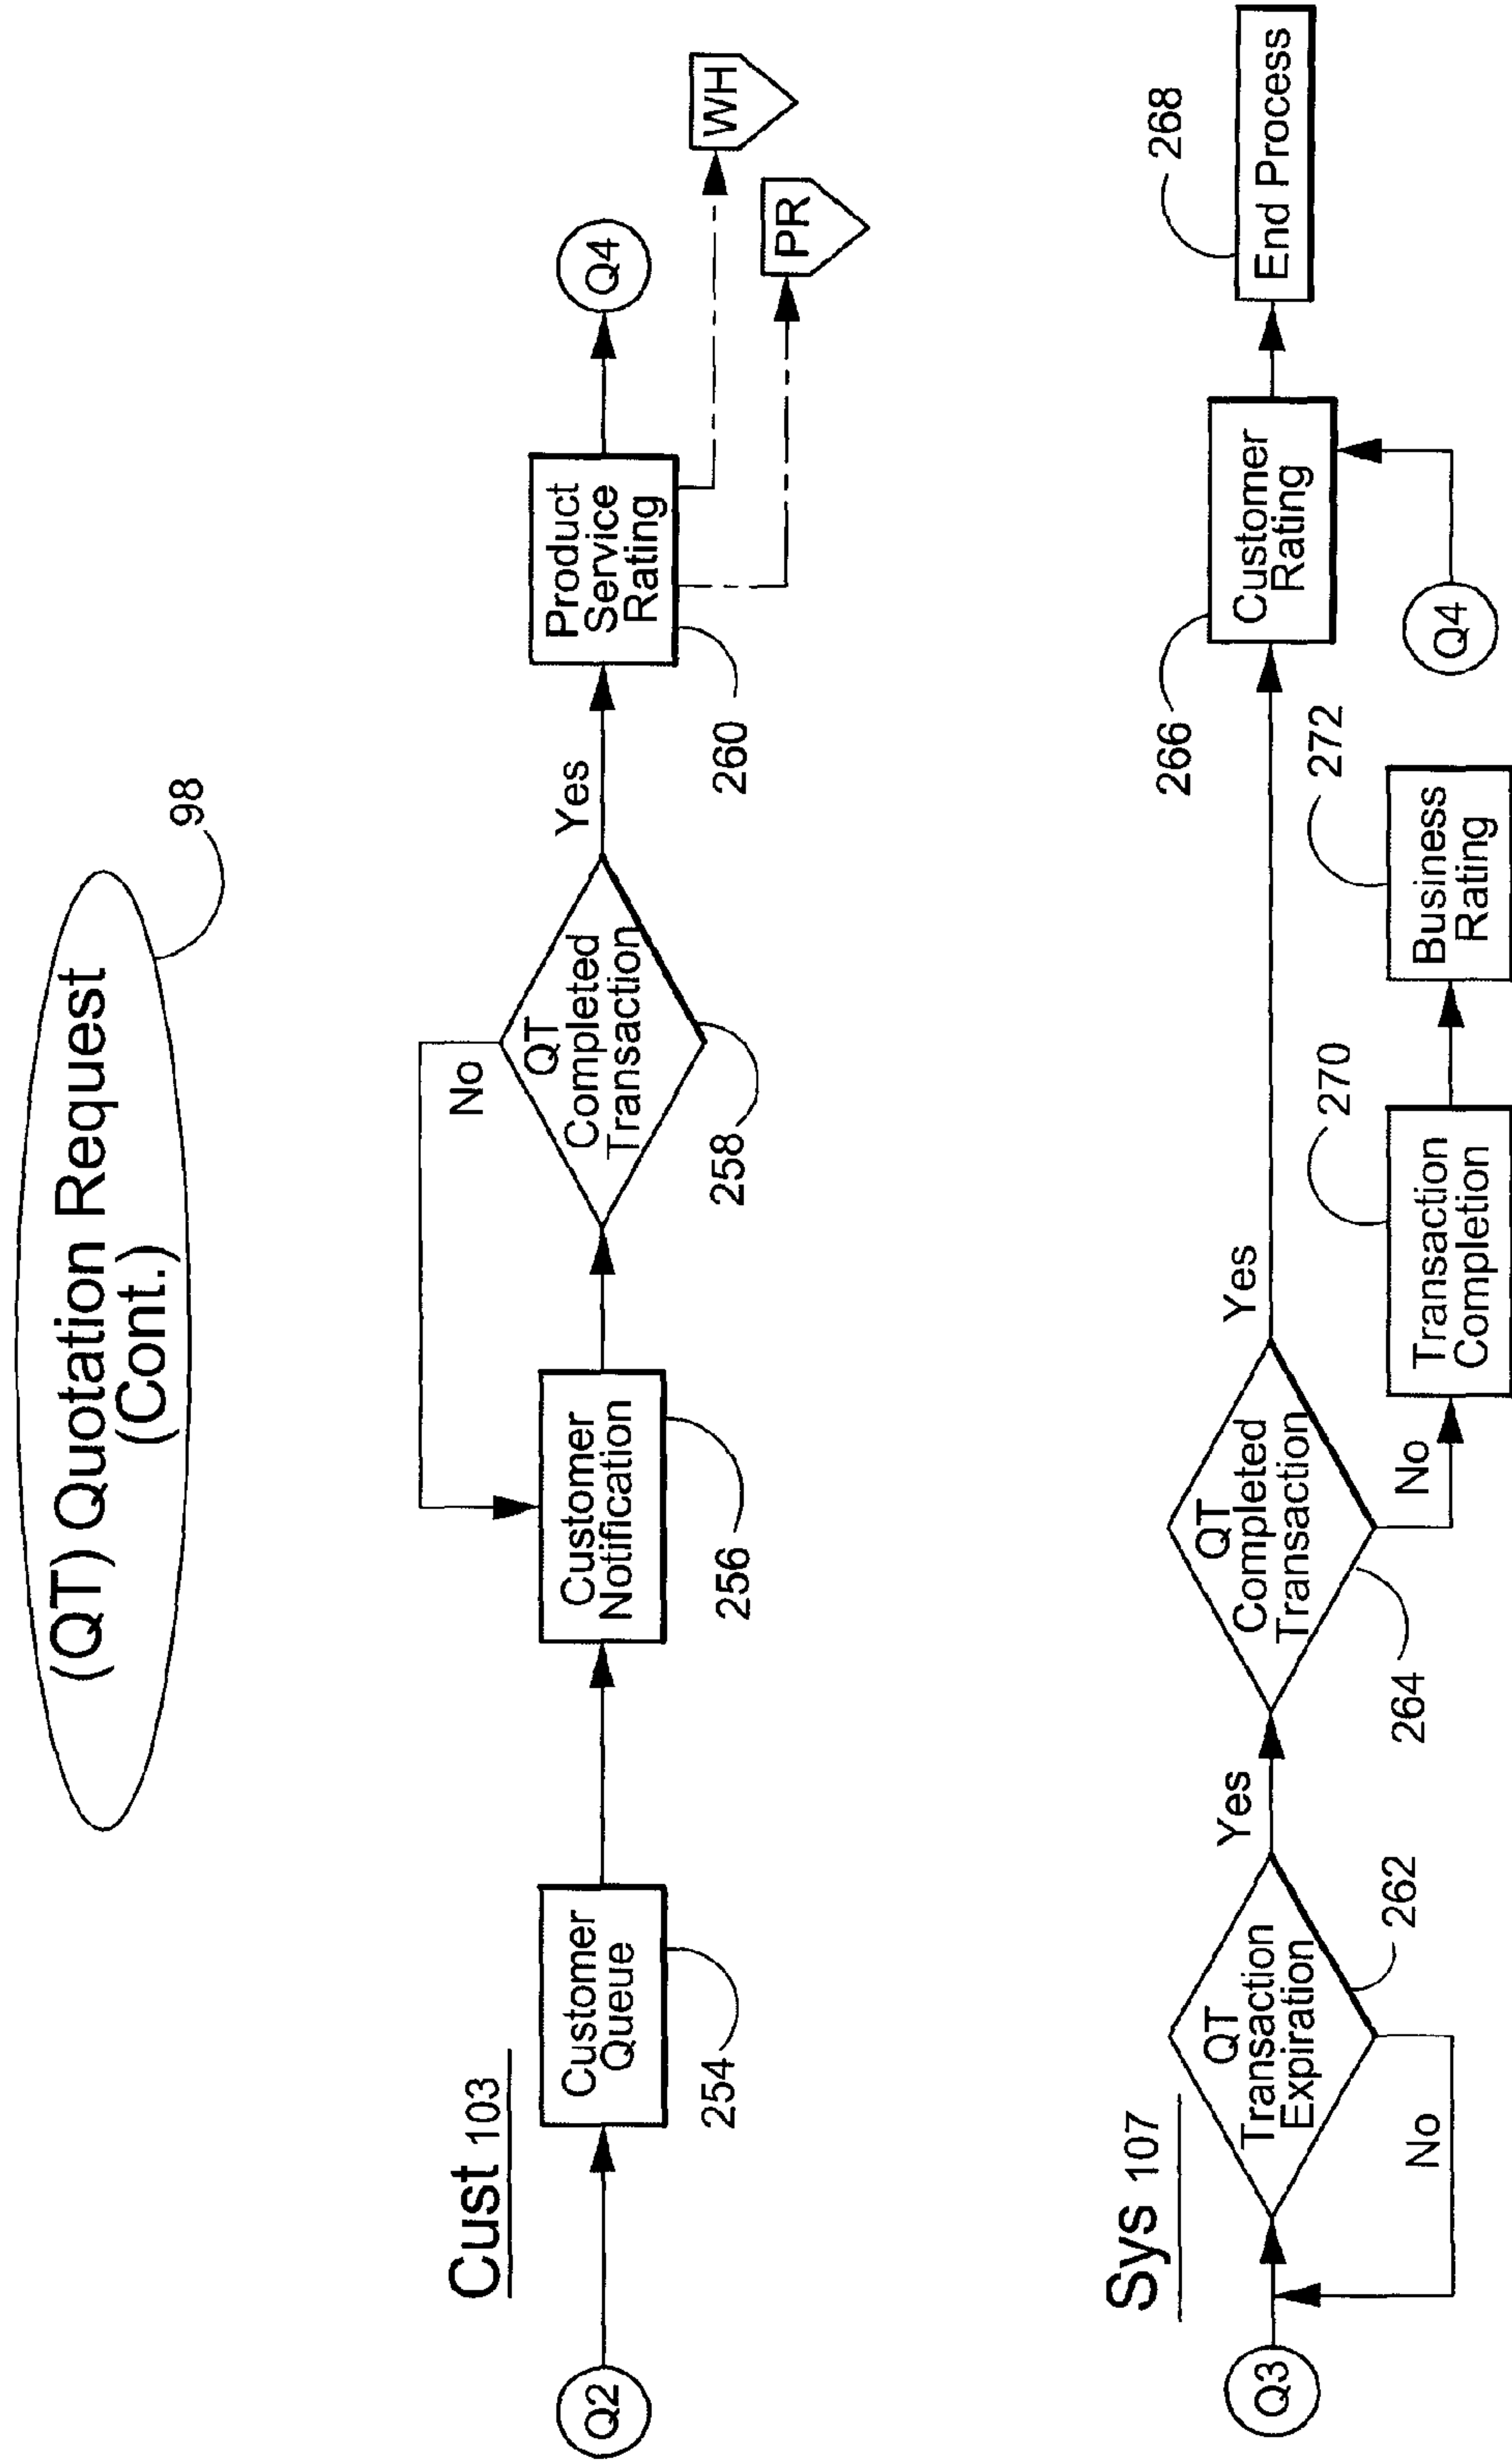 (QT) Quotation Request
(Cont.)
98
Cust 103
Q2
Customer
Queue
254
Customer
Notification
256
No
QT
Completed
Transaction
258
Yes
Product
Service
Rating
260
Q4
WH
PR
Sys 107
Q3
QT
Transaction
Expiration
262
No
Yes
QT
Completed
Transaction
264
Yes
No
Transaction
Completion
270
Business
Rating
272
Customer
Rating
266
Q4
End Process
268